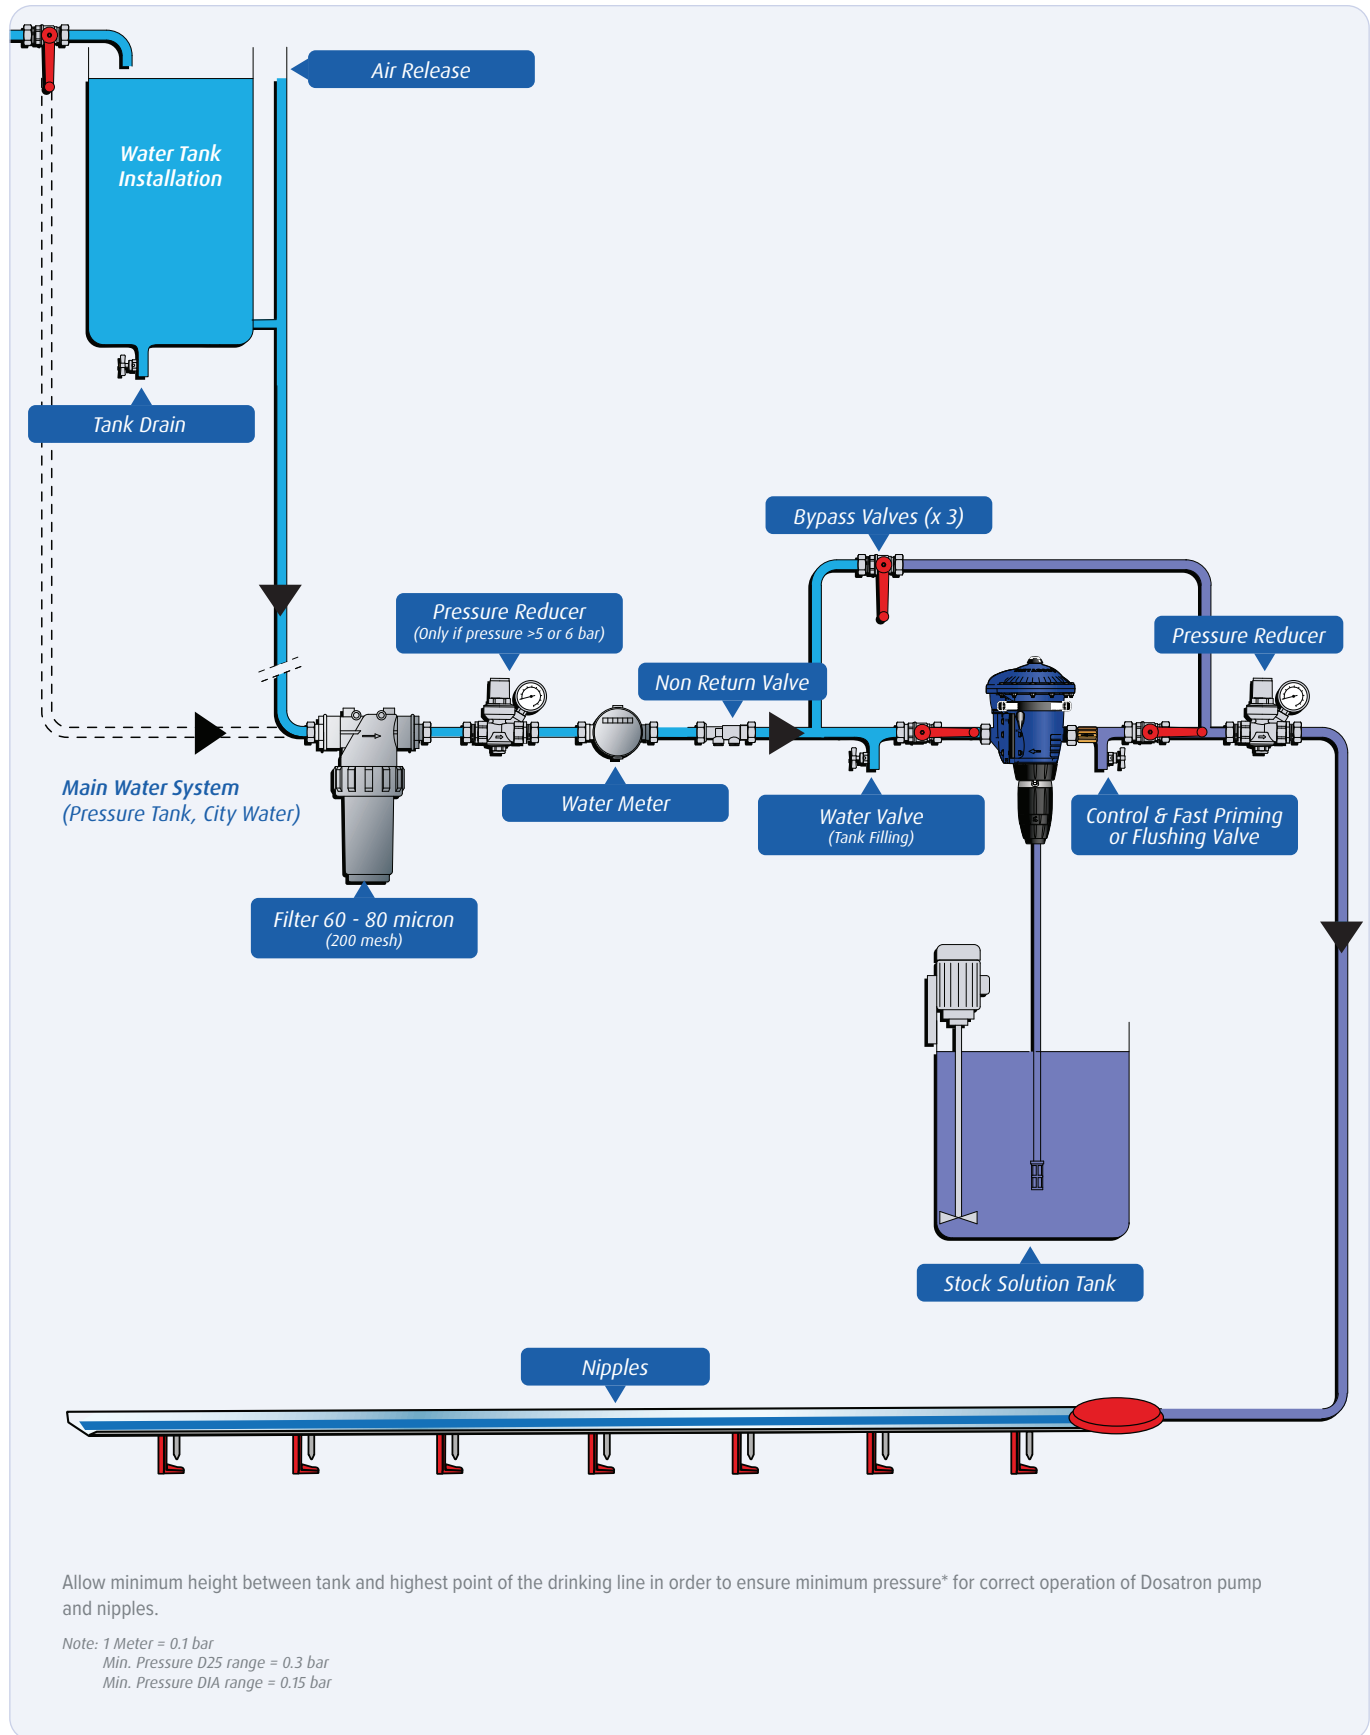 Air Release
Water Tank
Installation
Tank Drain
Bypass Valves (x 3)
Pressure Reducer
(Only if pressure >5 or 6 bar)
Pressure Reducer
Non Return Valve
Main Water System
(Pressure Tank, City Water)
Water Meter
Water Valve
(Tank Filling)
Control & Fast Priming
or Flushing Valve
Filter 60 - 80 micron
(200 mesh)
Stock Solution Tank
Nipples
Allow minimum height between tank and highest point of the drinking line in order to ensure minimum pressure* for correct operation of Dosatron pump
and nipples.
Note: 1 Meter = 0.1 bar
Min. Pressure D25 range = 0.3 bar
Min. Pressure DIA range = 0.15 bar